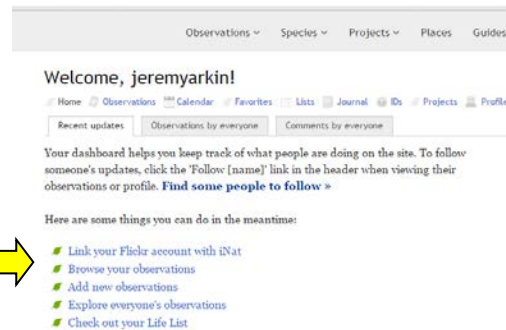 Observations Species Projects Places Guides
Welcome, jeremyarkin!
Home Observations Calendar Favorites Lists Journal IDs Projects Profile
Recent updates Observations by everyone Comments by everyone
Your dashboard helps you keep track of what people are doing on the site. To follow
someone's updates, click the 'Follow [name]' link in the header when viewing their
observations or profile. Find some people to follow »
Here are some things you can do in the meantime:
Link your Flickr account with iNat
Browse your observations
Add new observations
Explore everyone's observations
Check out your Life List